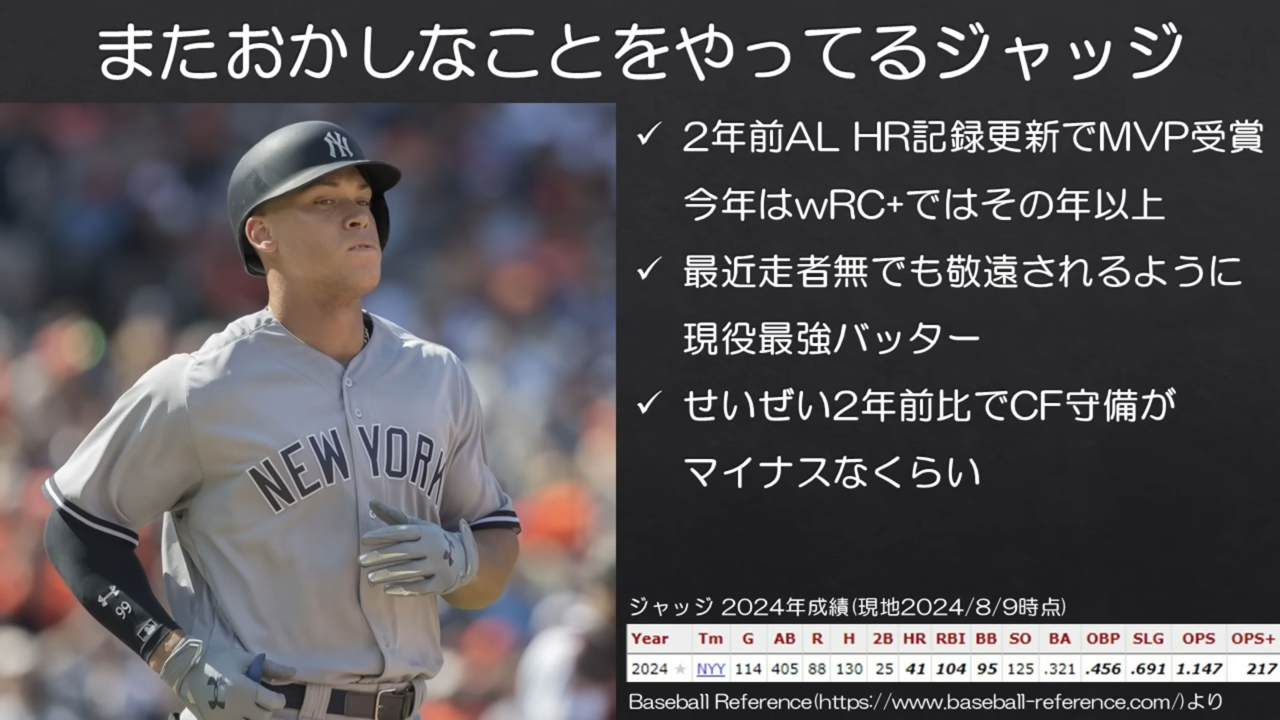 またおかしなことをやってるジャッジ
✓ 2年前AL HR記録更新でMVP受賞
今年はwRC+ではその年以上
✓ 最近走者無でも敬遠されるように
現役最強バッター
✓ せいぜい2年前比でCF守備が
マイナスなくらい
NY
NEW YORK
99
ジャッジ 2024年成績(現地2024/8/9時点)
Year Tm G AB R H 2B HR RBI BB SO BA OBP SLG OPS OPS+
2024 ★ NYY 114 405 88 130 25 41 104 95 125 .321 .456 .691 1.147 217
Baseball Reference(https://www.baseball-reference.com/)より